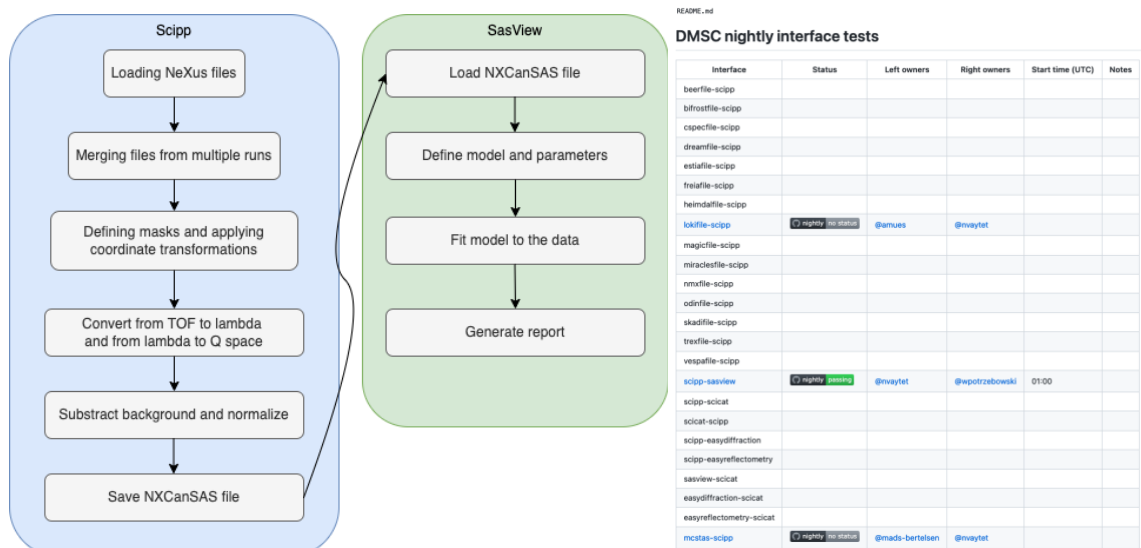 Scipp
Loading NeXus files
Merging files from multiple runs
Defining masks and applying
coordinate transformations
Convert from TOF to lambda
and from lambda to Q space
Substract background and normalize
Save NXCanSAS file
SasView
Load NXCanSAS file
Define model and parameters
Fit model to the data
Generate report
README.md
DMSC nightly interface tests
Interface Status Left owners Right owners Start time (UTC) Notes
beerfile-scipp
bifrostfile-scipp
cspecfile-scipp
dreamfile-scipp
estiafile-scipp
freiafile-scipp
heimdalfile-scipp
lokifile-scipp nightly no status @amues @nvaytet
magicfile-scipp
miraclesfile-scipp
nmxfile-scipp
odinfile-scipp
skadifile-scipp
trexfile-scipp
vespafile-scipp
scipp-sasview nightly passing @nvaytet @wpotrzebowski 01:00
scipp-scicat
scicat-scipp
scipp-easydiffraction
scipp-easyreflectometry
sasview-scicat
easydiffraction-scicat
easyreflectometry-scicat
mcstas-scipp nightly no status @mads-bertelsen @nvaytet